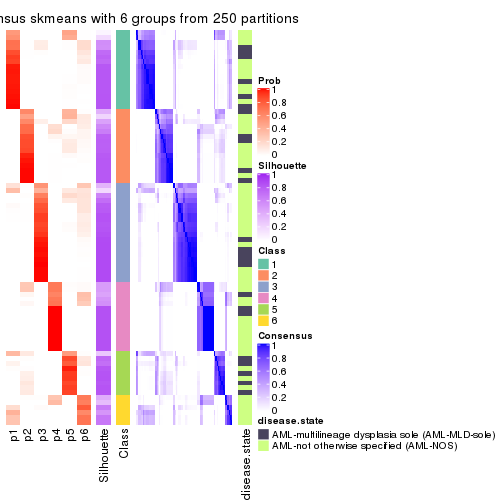 nsus skmeans with 6 groups from 250 partitions
Prob
1
0.8
0.6
0.4
0.2
0
Silhouette
1
0.8
0.6
0.4
0.2
0
Class
1
2
3
4
5
6
Consensus
1
0.8
0.6
0.4
0.2
0
disease.state
AML-multilineage dysplasia sole (AML-MLD-sole)
AML-not otherwise specified (AML-NOS)
p1
p2
p3
p4
p5
p6
Silhouette
Class
disease.state